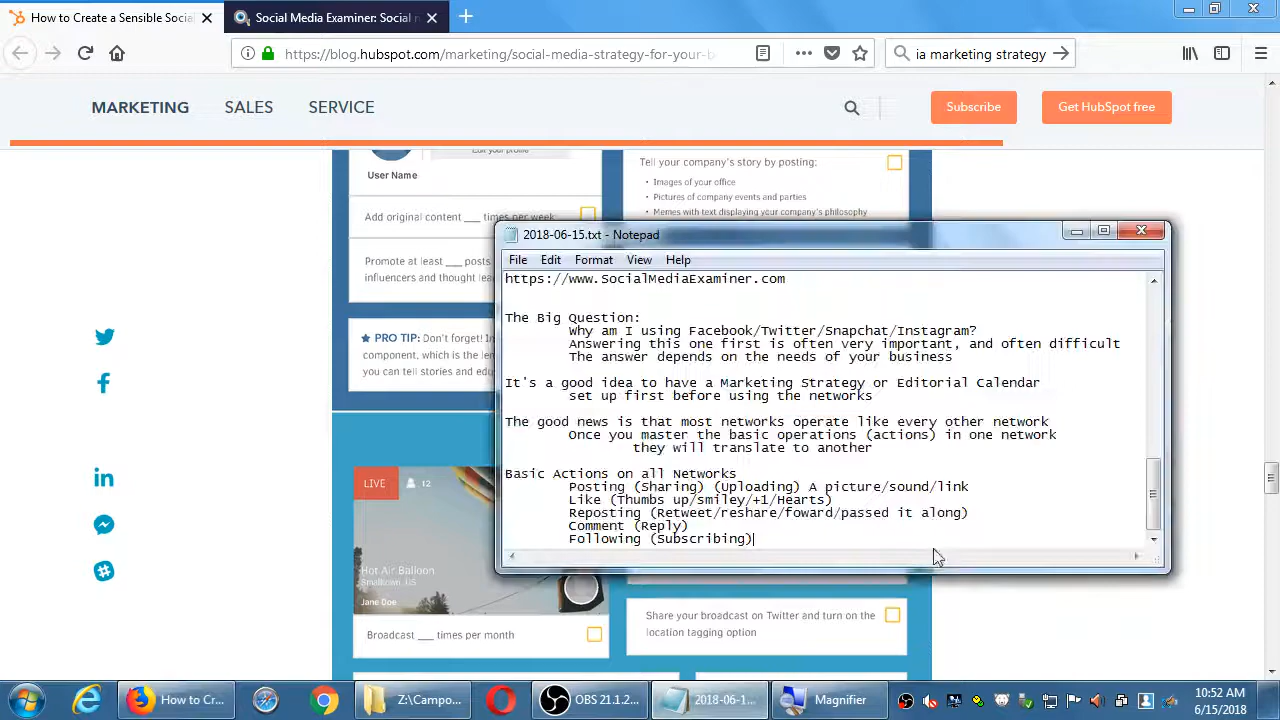 How to Create a Sensible Social
Social Media Examiner: Social
https://blog.hubspot.com/marketing/social-media-strategy-for-your-b
ia marketing strategy
MARKETING SALES SERVICE
Subscribe
Get HubSpot free
Edit your profile
User Name
Add original content ___ times per week:
Promote at least ___ posts
influencers and thought lea
PRO TIP: Don't forget! I
component, which is the le
you can tell stories and edu
Tell your company's story by posting:
• Images of your office
• Pictures of company events and parties
• Memes with text displaying your company's philosophy
2018-06-15.txt - Notepad
File Edit Format View Help
https://www.SocialMediaExaminer.com
The Big Question:
Why am I using Facebook/Twitter/Snapchat/Instagram?
Answering this one first is often very important, and often difficult
The answer depends on the needs of your business
It's a good idea to have a Marketing Strategy or Editorial Calendar
set up first before using the networks
The good news is that most networks operate like every other network
Once you master the basic operations (actions) in one network
they will translate to another
Basic Actions on all Networks
Posting (Sharing) (Uploading) A picture/sound/link
Like (Thumbs up/smiley/+1/Hearts)
Reposting (Retweet/reshare/foward/passed it along)
Comment (Reply)
Following (Subscribing)
LIVE 12
Hot Air Balloon
Smalltown, US
Jane Doe
Broadcast ___ times per month
Share your broadcast on Twitter and turn on the
location tagging option
How to Cr...
Z:\Campo...
OBS 21.1.2...
2018-06-1...
Magnifier
10:52 AM
6/15/2018